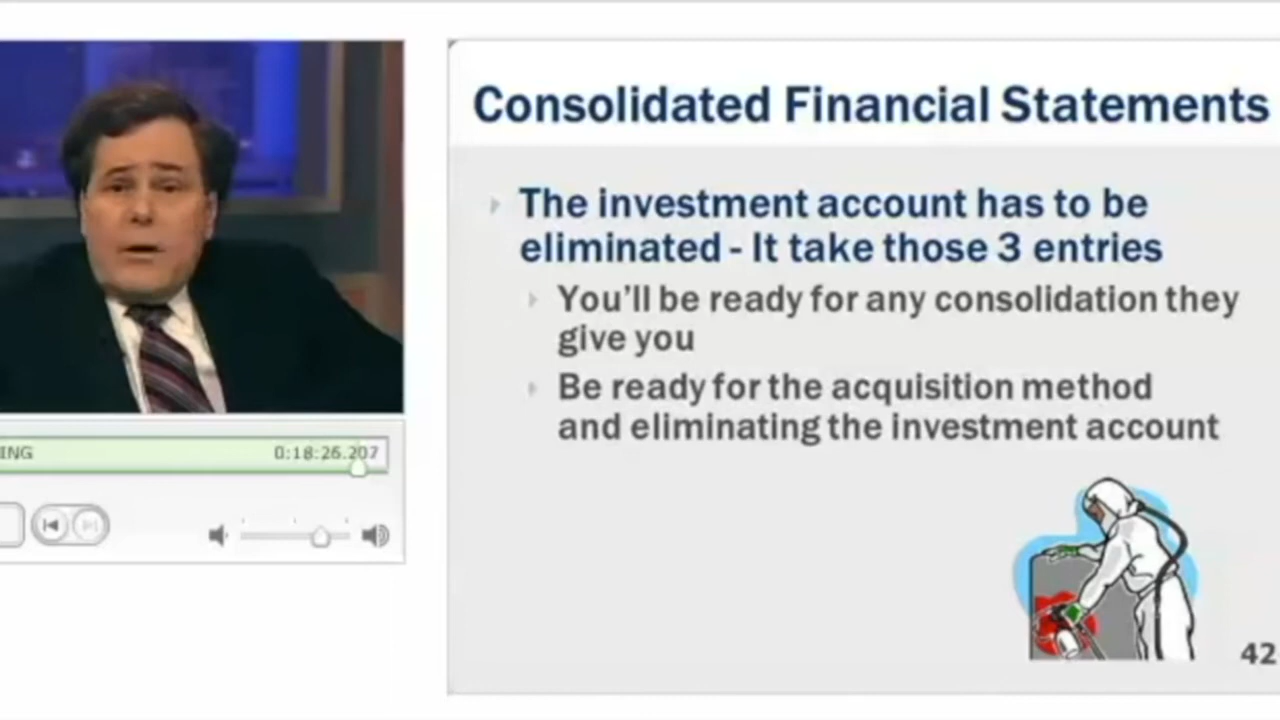 Consolidated Financial Statements
The investment account has to be
eliminated - It take those 3 entries
You'll be ready for any consolidation they
give you
Be ready for the acquisition method
and eliminating the investment account
ING
0:18:26.207
42